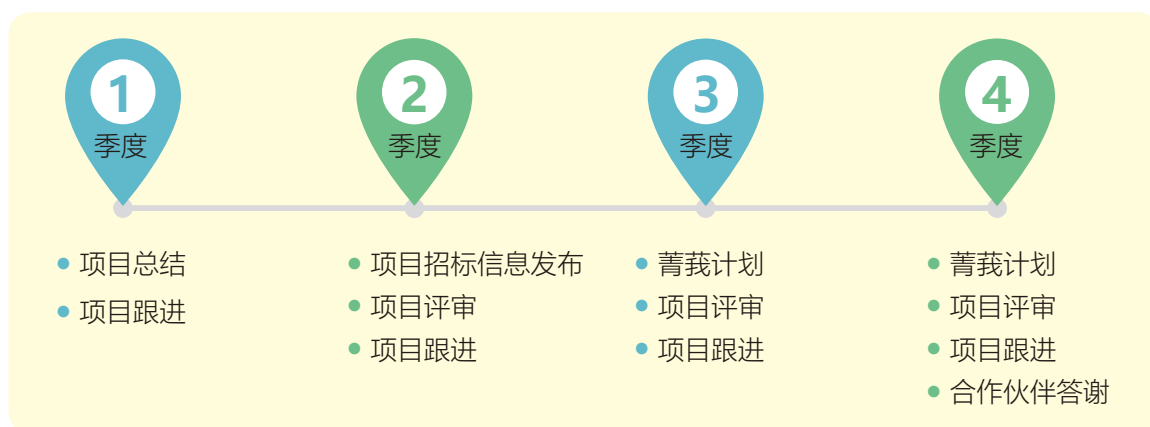 1
季度
2
季度
3
季度
4
季度
项目总结
项目跟进
项目招标信息发布
项目评审
项目跟进
菁莪计划
项目评审
项目跟进
菁莪计划
项目评审
项目跟进
合作伙伴答谢